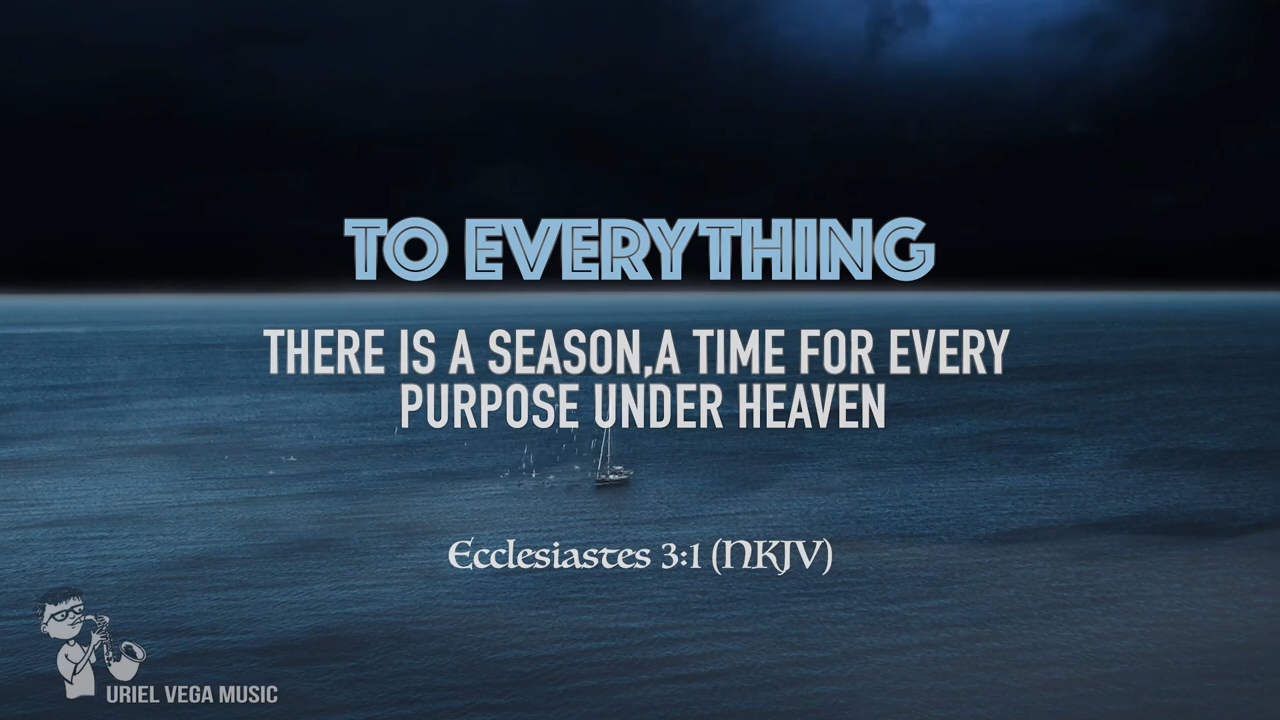 TO EVERYTHING
THERE IS A SEASON,A TIME FOR EVERY
PURPOSE UNDER HEAVEN
Ecclesiastes 3:1 (NKJV)
URIEL VEGA MUSIC